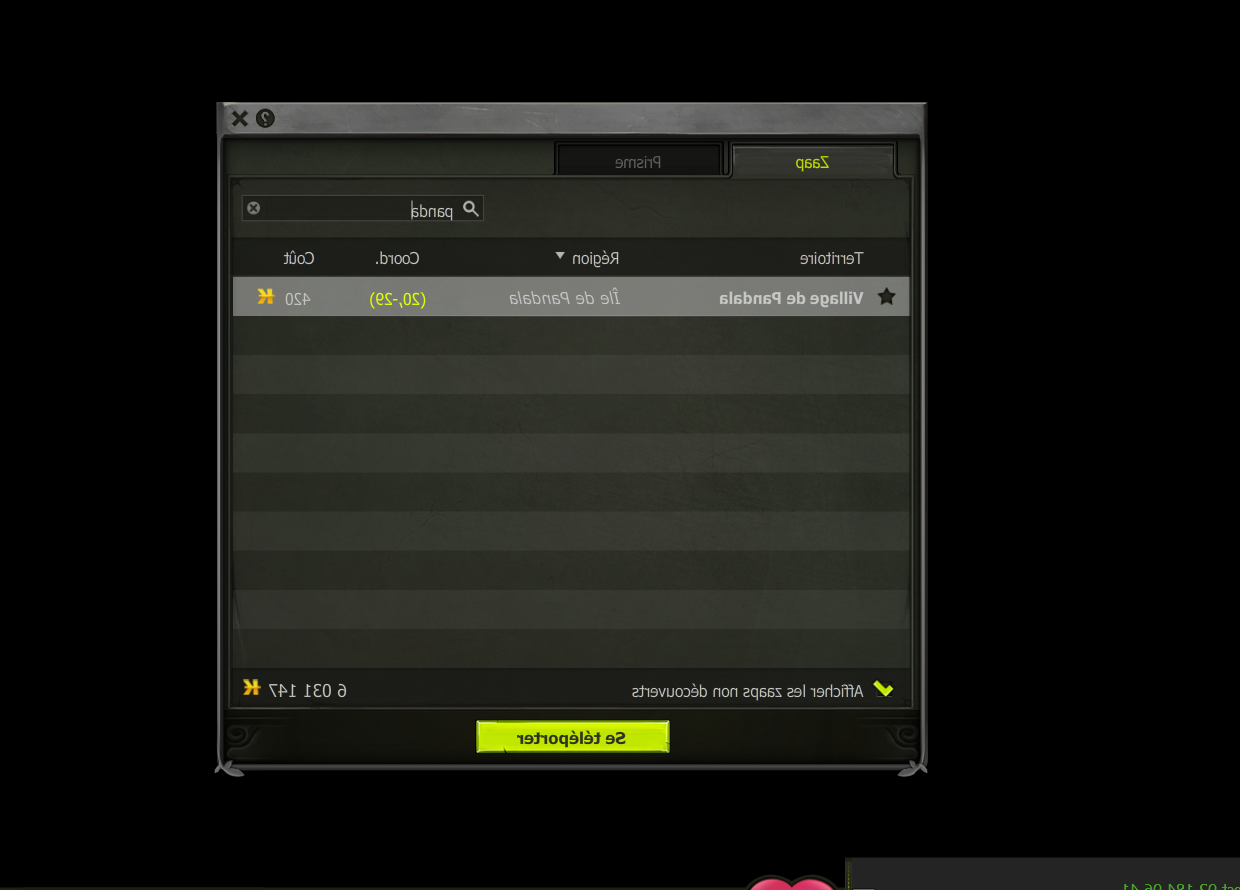 Zaap Prisme
panda
Territoire Région Coord. Coût
Village de Pandala Île de Pandala (20,-29) 420
Afficher les zaaps non découverts 6 031 147
Se téléporter